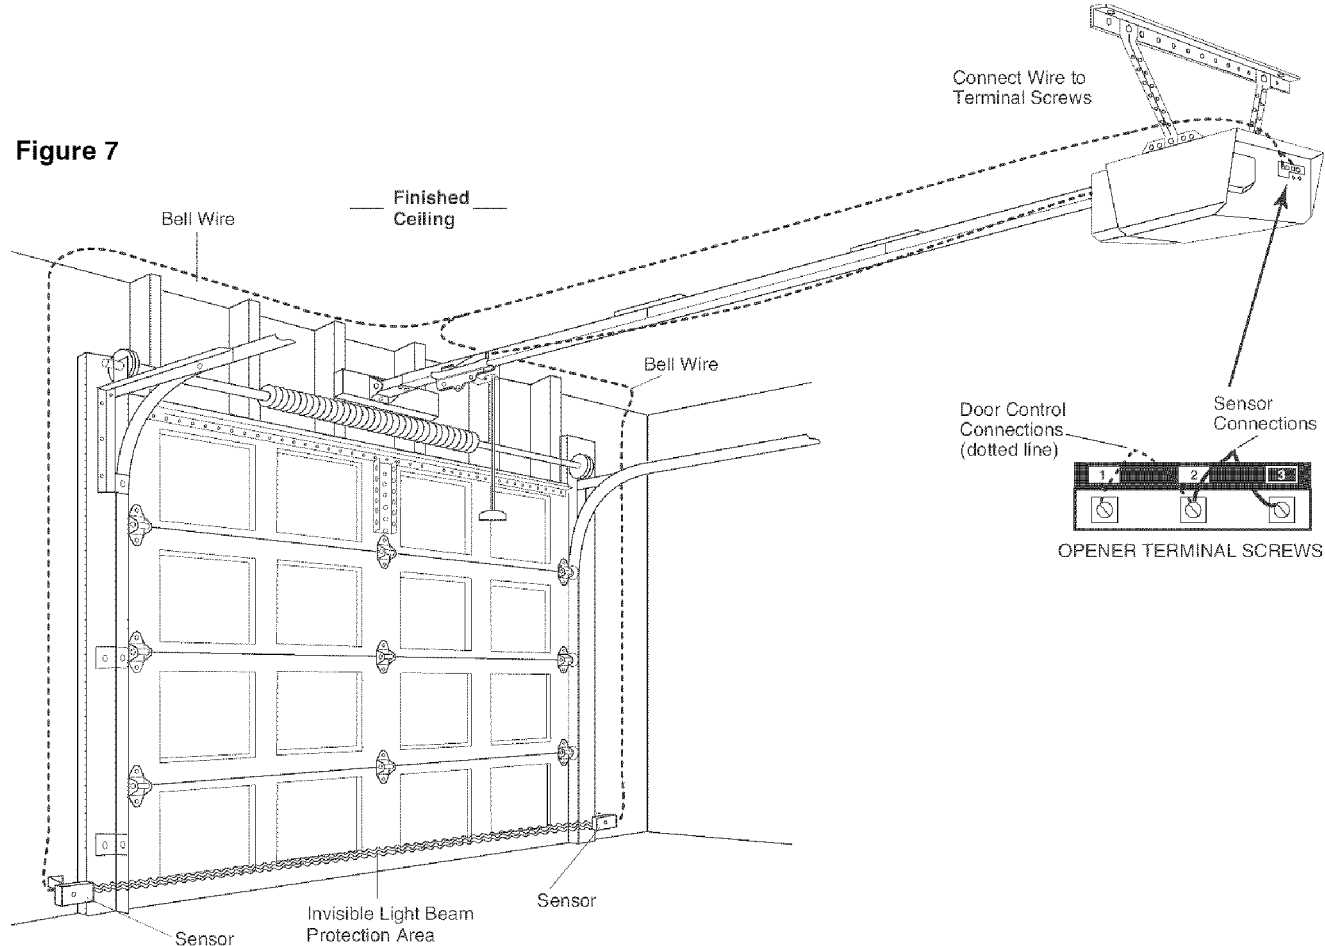 Connect Wire to
Terminal Screws
Figure 7
Finished
Ceiling
Bell Wire
Bell Wire
Door Control
Connections
(dotted line)
Sensor
Connections
1 2 3
OPENER TERMINAL SCREWS
Sensor
Invisible Light Beam
Protection Area
Sensor